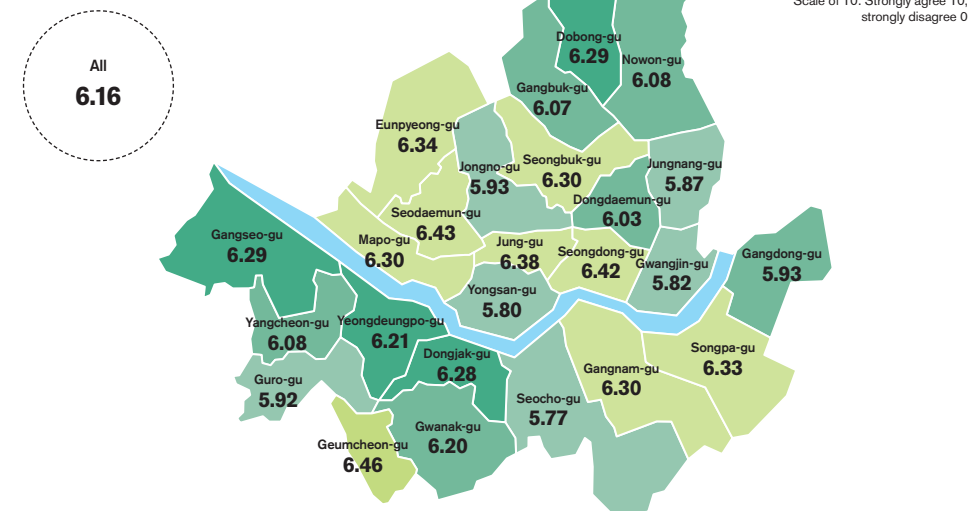 Scale of 10: Strongly agree 10,
strongly disagree 0
All
6.16
Dobong-gu
6.29
Nowon-gu
6.08
Gangbuk-gu
6.07
Eunpyeong-gu
6.34
Jongno-gu
5.93
Seongbuk-gu
6.30
Jungnang-gu
5.87
Dongdaemun-gu
6.03
Seodaemun-gu
6.43
Mapo-gu
6.30
Jung-gu
6.38
Seongdong-gu
6.42
Gwangjin-gu
5.82
Gangdong-gu
5.93
Gangseo-gu
6.29
Yongsan-gu
5.80
Yangcheon-gu
6.08
Yeongdeungpo-gu
6.21
Dongjak-gu
6.28
Songpa-gu
6.33
Gangnam-gu
6.30
Guro-gu
5.92
Seocho-gu
5.77
Gwanak-gu
6.20
Geumcheon-gu
6.46